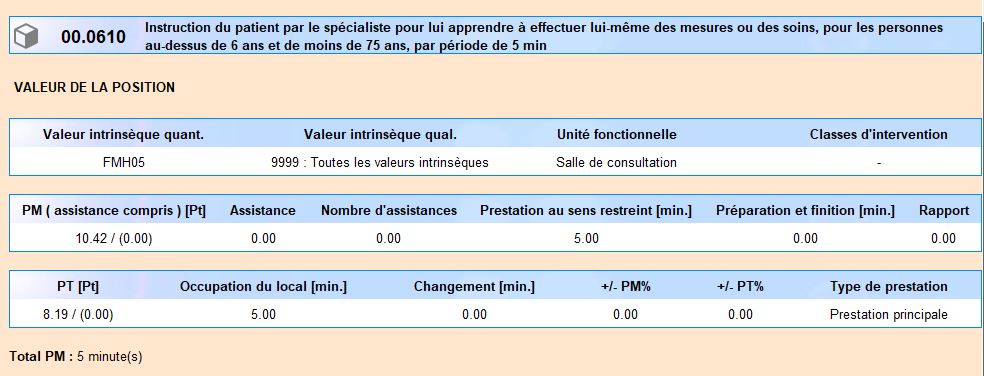 00.0610
Instruction du patient par le spécialiste pour lui apprendre à effectuer lui-même des mesures ou des soins, pour les personnes
au-dessus de 6 ans et de moins de 75 ans, par période de 5 min
VALEUR DE LA POSITION
Valeur intrinsèque quant. Valeur intrinsèque qual. Unité fonctionnelle Classes d'intervention
FMH05 9999 : Toutes les valeurs intrinsèques Salle de consultation -
PM ( assistance compris ) [Pt] Assistance Nombre d'assistances Prestation au sens restreint [min.] Préparation et finition [min.] Rapport
10.42 / (0.00) 0.00 0.00 5.00 0.00 0.00
PT [Pt] Occupation du local [min.] Changement [min.] +/- PM% +/- PT% Type de prestation
8.19 / (0.00) 5.00 0.00 0.00 0.00 Prestation principale
Total PM : 5 minute(s)